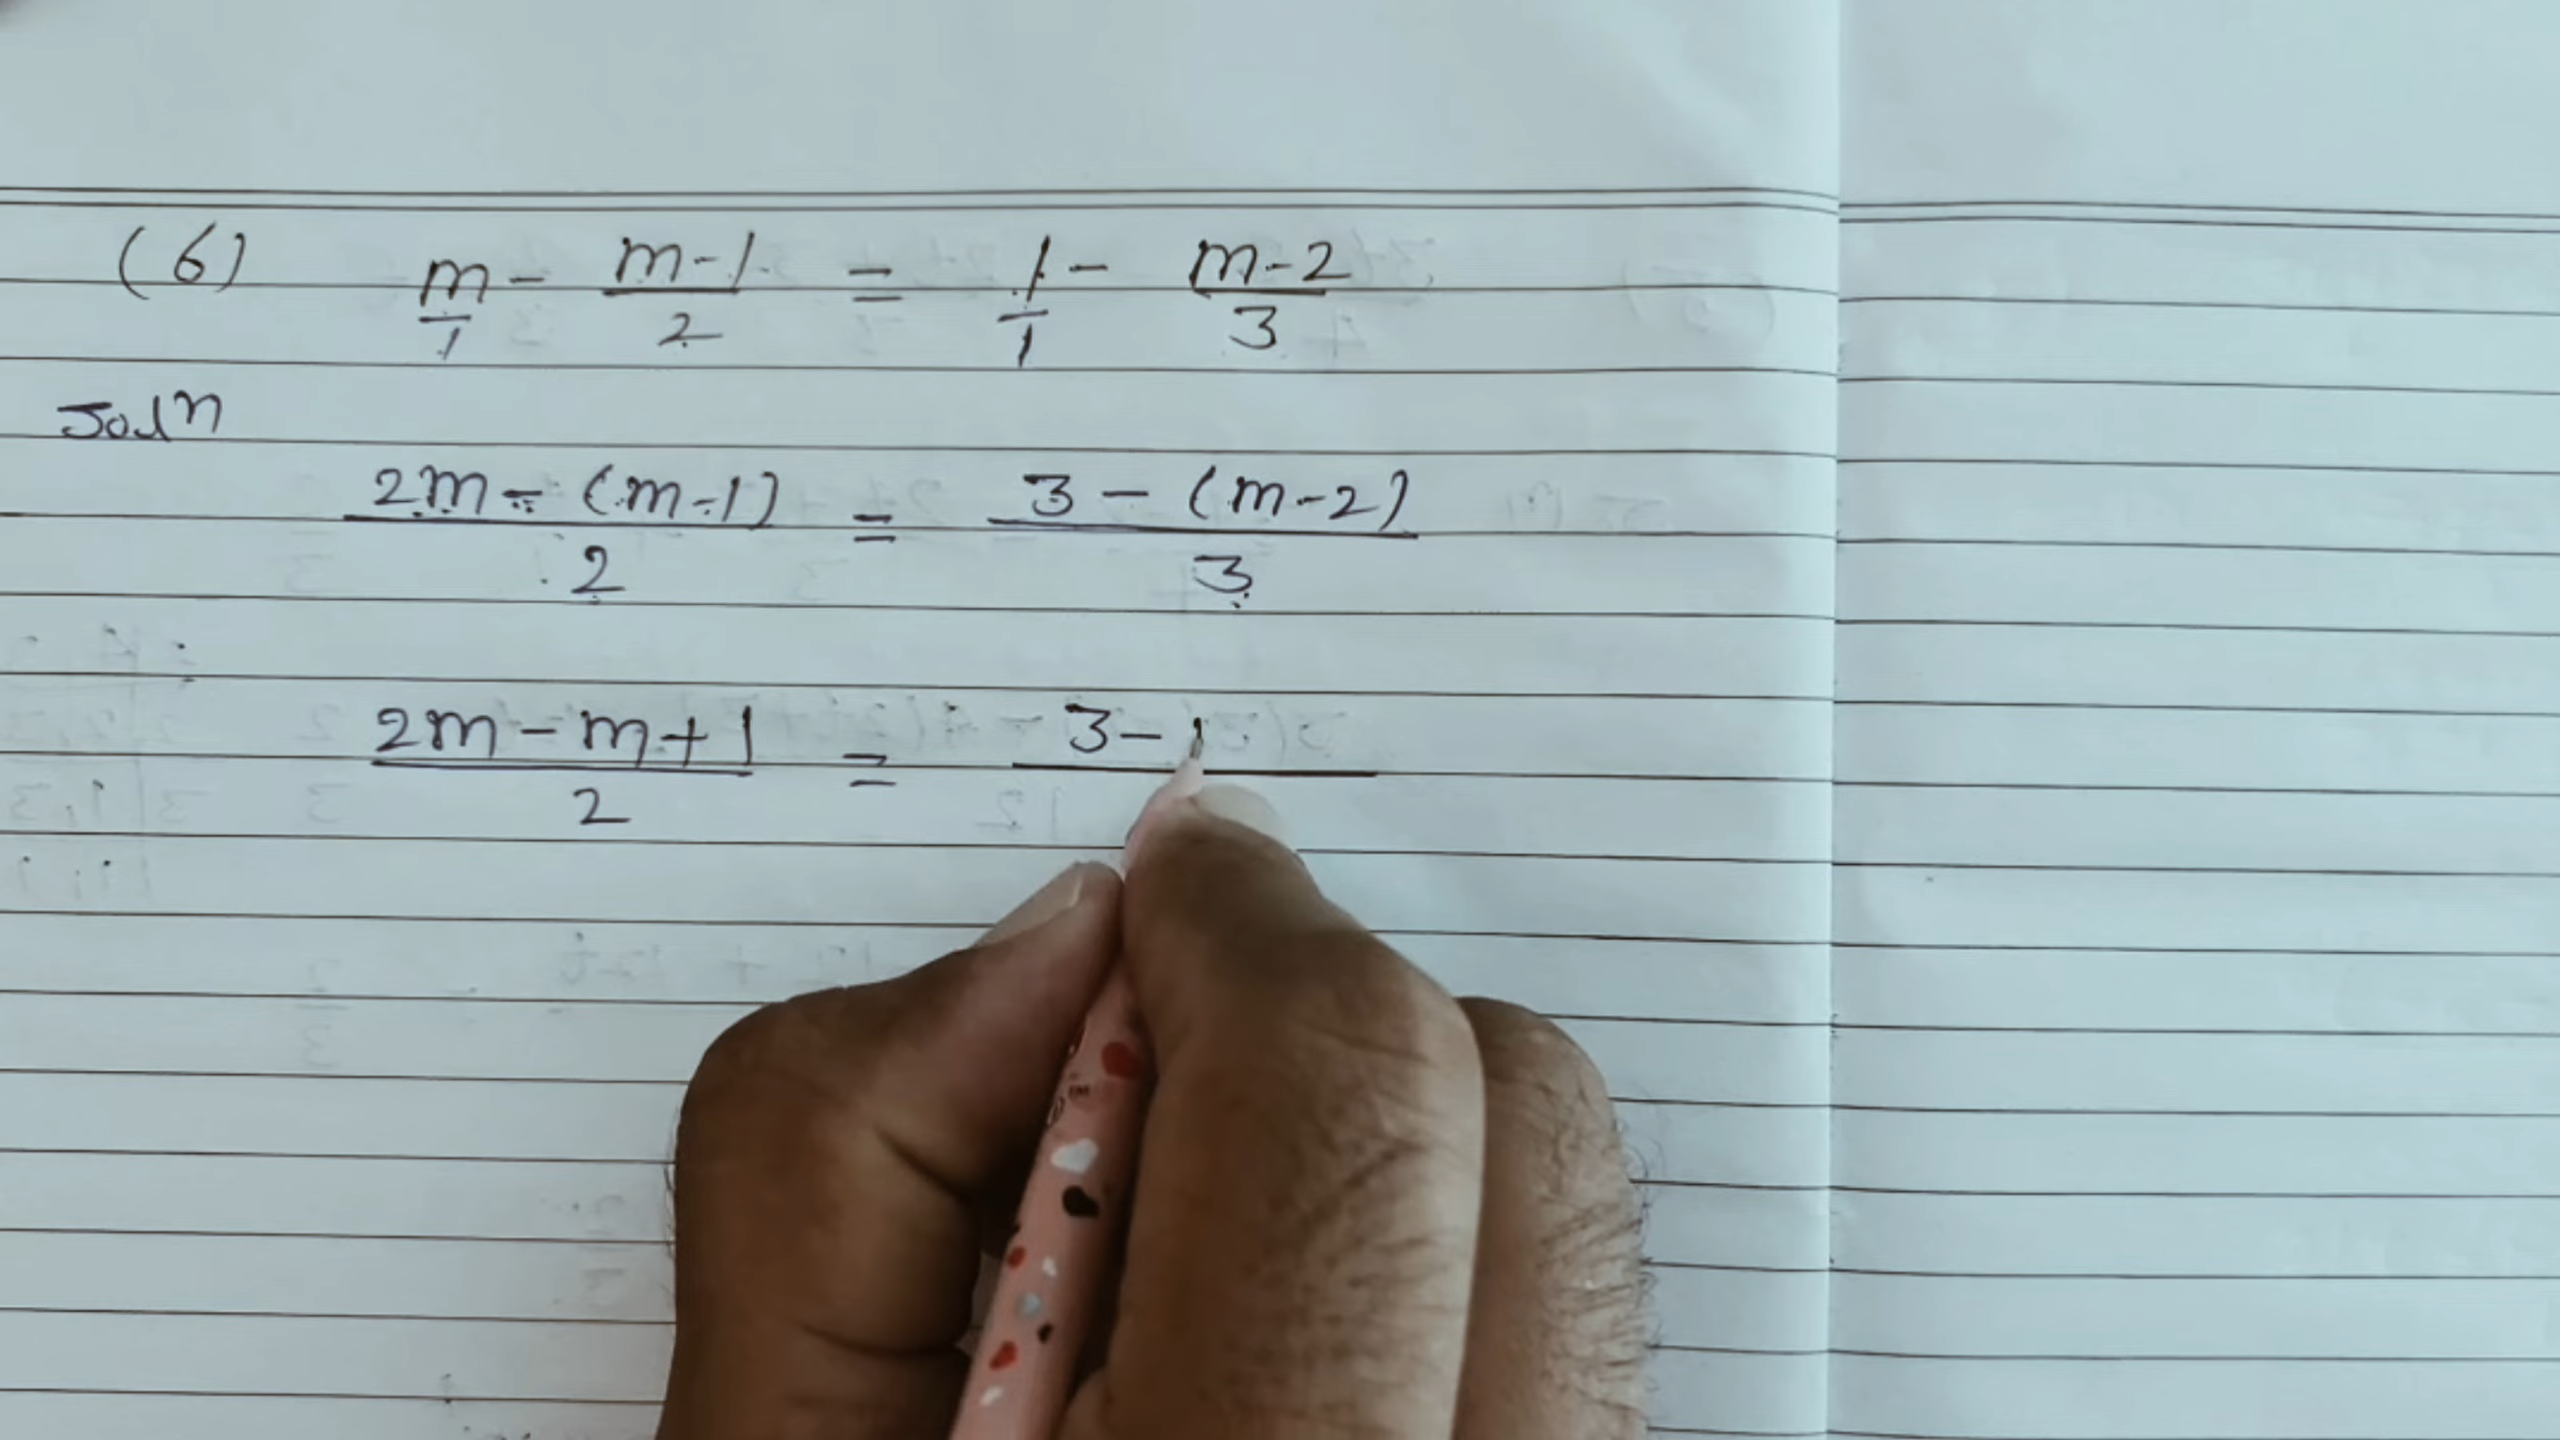 (6) m/1 - m-1/2 = 1/1 - m-2/3
Soln
2m - (m-1)/2 = 3 - (m-2)/3
2m - m + 1/2 = 3 -